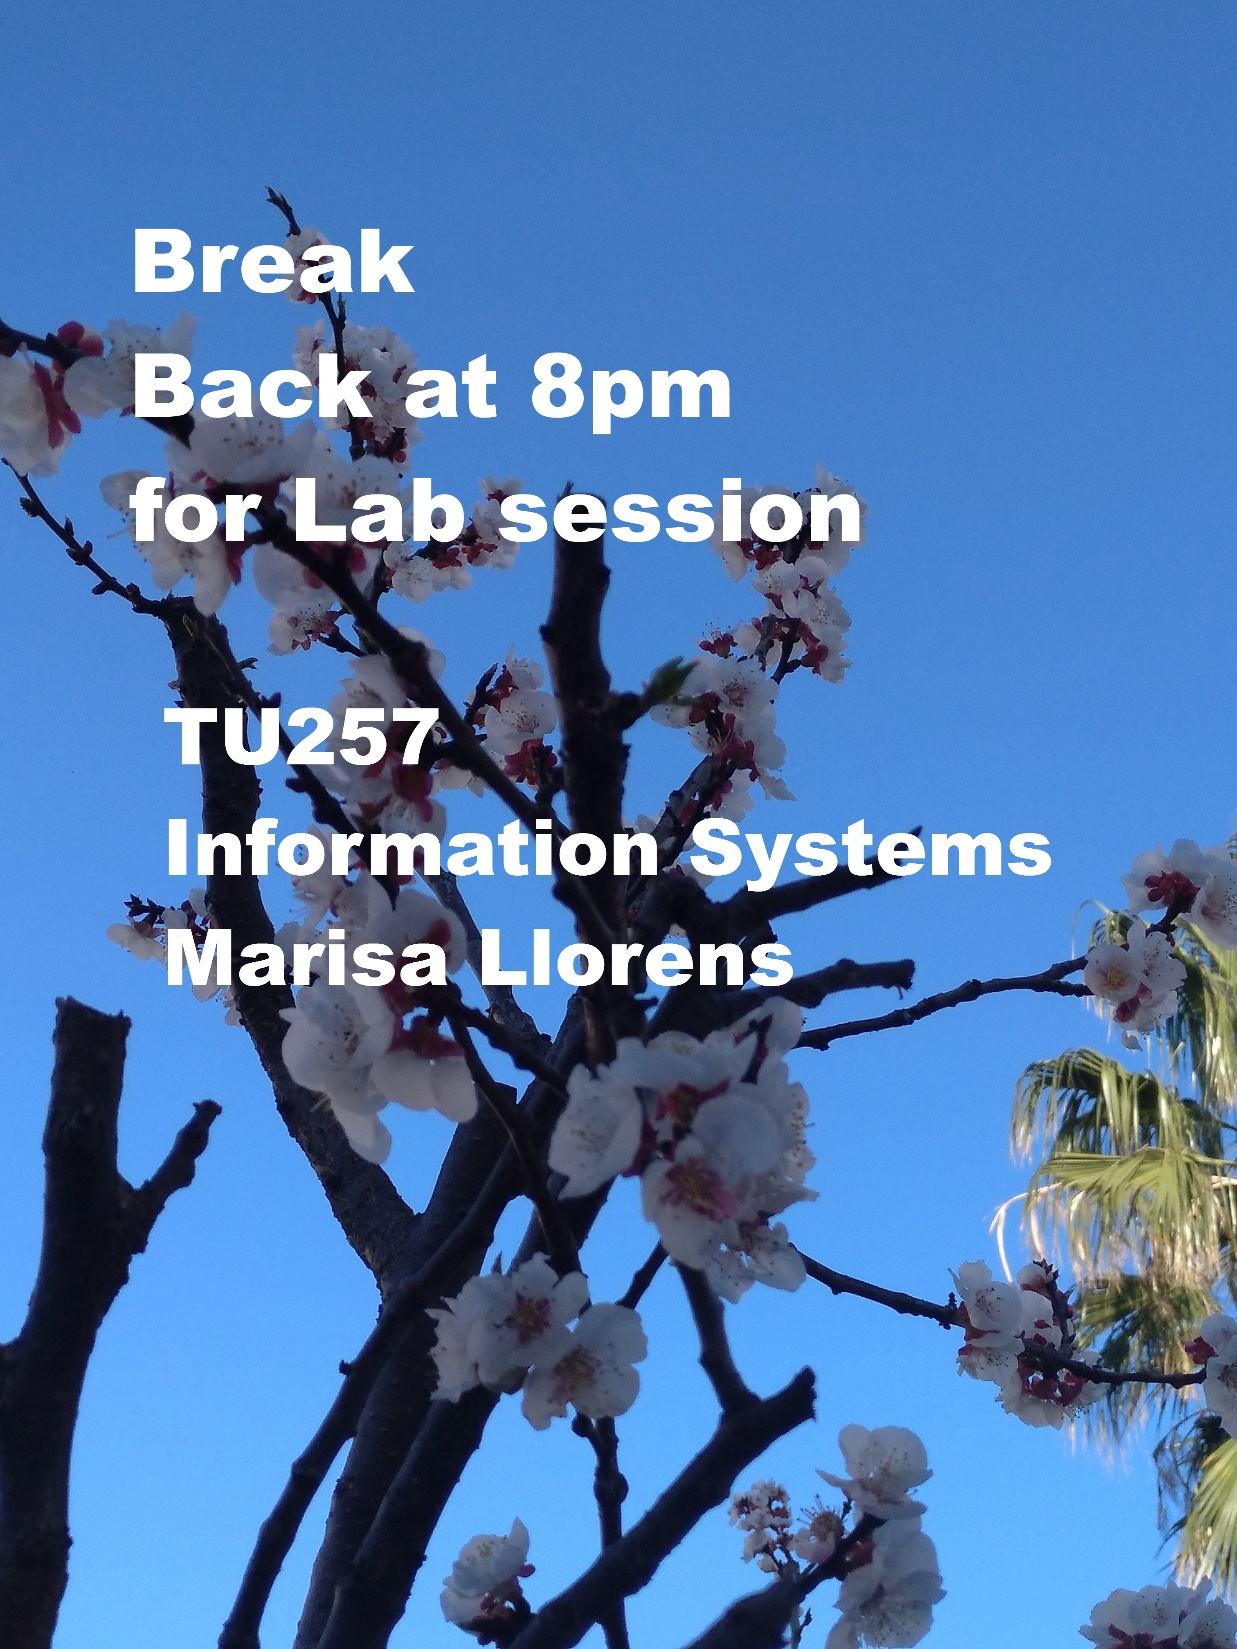 Break
Back at 8pm
for Lab session
TU257
Information Systems
Marisa Llorens